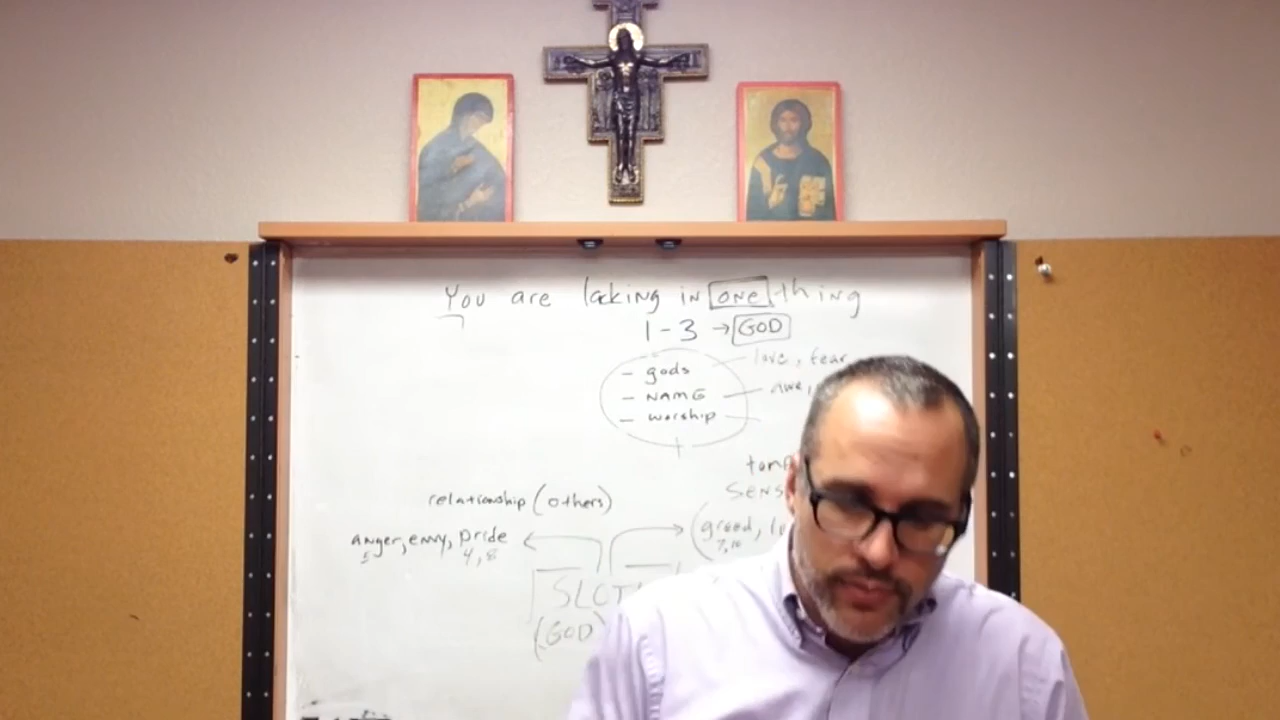 You are lacking in one thing
1-3 → GOD
- gods
love, fear
- NAME
awe,
- worship
relationship (others)
anger, envy, pride
(greed,
5
4, 8
7, 10
(GOD)